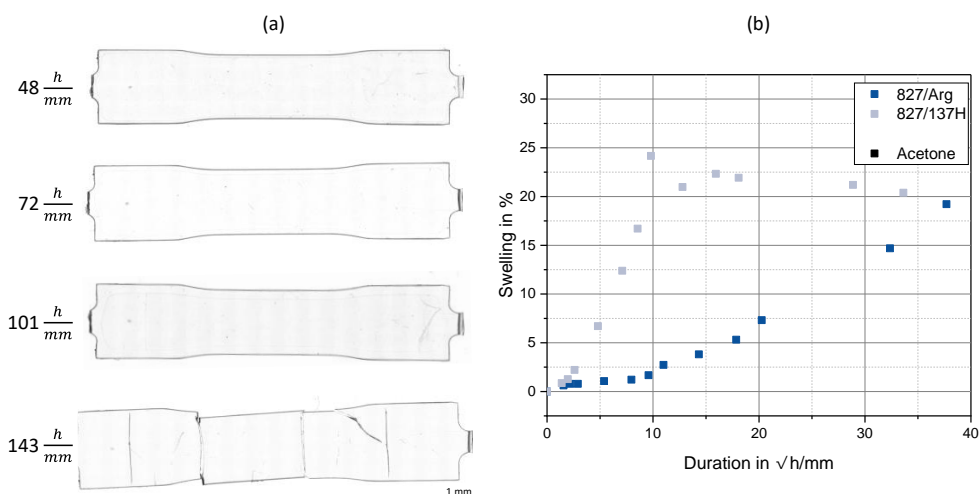 (a)
48 h/mm
72 h/mm
101 h/mm
143 h/mm
1 mm
(b)
Swelling in %
30
25
20
15
10
5
0
0 10 20 30 40
Duration in √h/mm
827/Arg
827/137H
Acetone